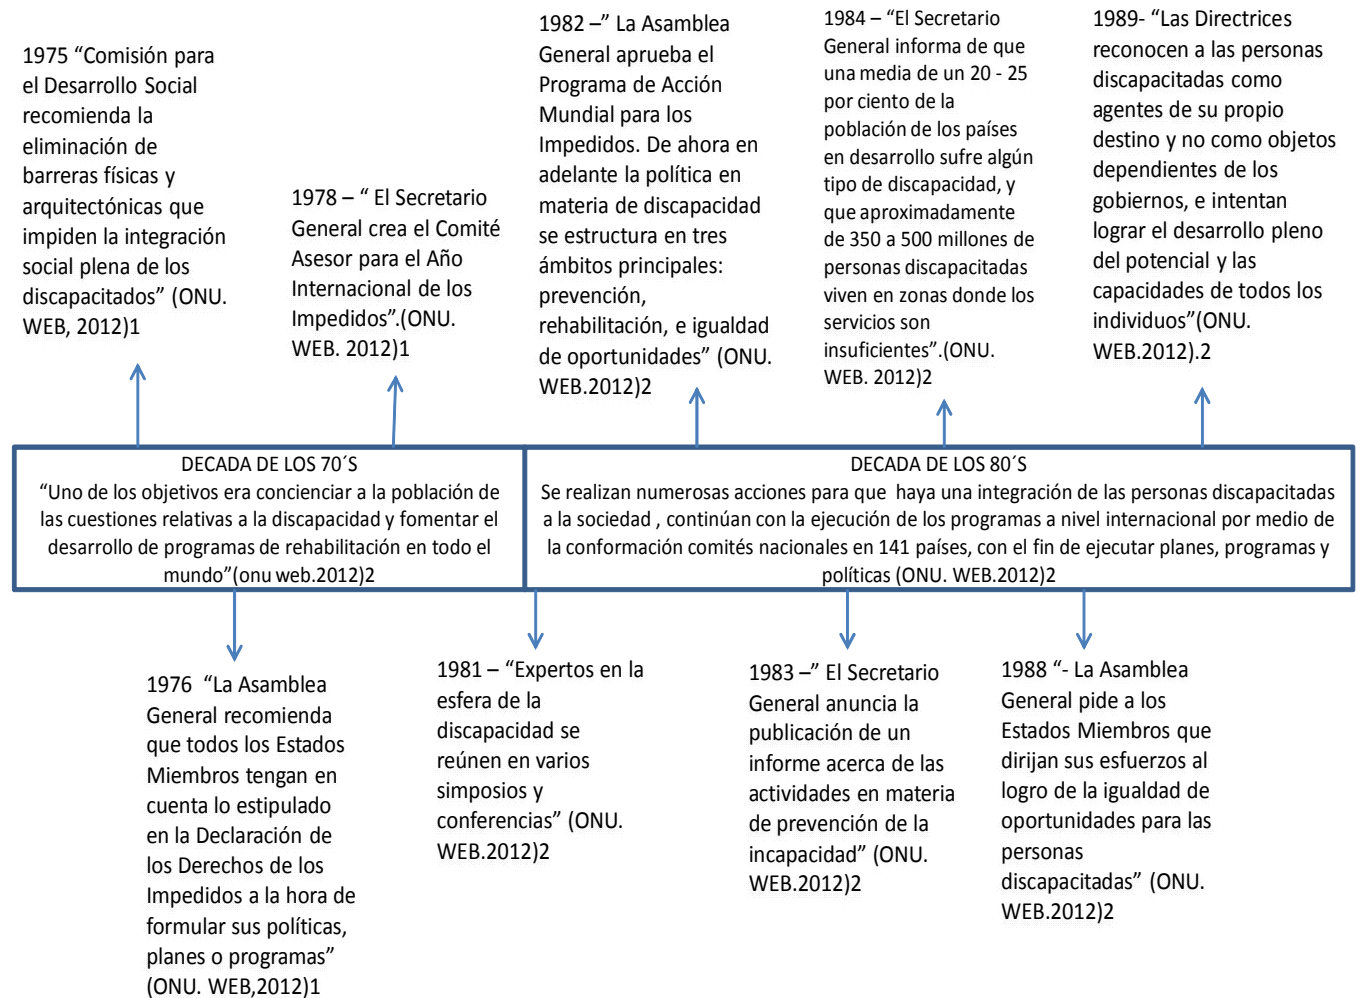 1975 “Comisión para
el Desarrollo Social
recomienda la
eliminación de
barreras físicas y
arquitectónicas que
impiden la integración
social plena de los
discapacitados” (ONU.
WEB, 2012)1
1978 – “ El Secretario
General crea el Comité
Asesor para el Año
Internacional de los
Impedidos”.(ONU.
WEB. 2012)1
1982 –” La Asamblea
General aprueba el
Programa de Acción
Mundial para los
Impedidos. De ahora en
adelante la política en
materia de discapacidad
se estructura en tres
ámbitos principales:
prevención,
rehabilitación, e igualdad
de oportunidades” (ONU.
WEB.2012)2
1984 – “El Secretario
General informa de que
una media de un 20 - 25
por ciento de la
población de los países
en desarrollo sufre algún
tipo de discapacidad, y
que aproximadamente
de 350 a 500 millones de
personas discapacitadas
viven en zonas donde los
servicios son
insuficientes”.(ONU.
WEB. 2012)2
1989- “Las Directrices
reconocen a las personas
discapacitadas como
agentes de su propio
destino y no como objetos
dependientes de los
gobiernos, e intentan
lograr el desarrollo pleno
del potencial y las
capacidades de todos los
individuos”(ONU.
WEB.2012).2
DECADA DE LOS 70´S
“Uno de los objetivos era concienciar a la población de
las cuestiones relativas a la discapacidad y fomentar el
desarrollo de programas de rehabilitación en todo el
mundo”(onu web.2012)2
DECADA DE LOS 80´S
Se realizan numerosas acciones para que haya una integración de las personas discapacitadas
a la sociedad , continúan con la ejecución de los programas a nivel internacional por medio de
la conformación comités nacionales en 141 países, con el fin de ejecutar planes, programas y
políticas (ONU. WEB.2012)2
1976 “La Asamblea
General recomienda
que todos los Estados
Miembros tengan en
cuenta lo estipulado
en la Declaración de
los Derechos de los
Impedidos a la hora de
formular sus políticas,
planes o programas”
(ONU. WEB,2012)1
1981 – “Expertos en la
esfera de la
discapacidad se
reúnen en varios
simposios y
conferencias” (ONU.
WEB.2012)2
1983 –” El Secretario
General anuncia la
publicación de un
informe acerca de las
actividades en materia
de prevención de la
incapacidad” (ONU.
WEB.2012)2
1988 “- La Asamblea
General pide a los
Estados Miembros que
dirijan sus esfuerzos al
logro de la igualdad de
oportunidades para las
personas
discapacitadas” (ONU.
WEB.2012)2